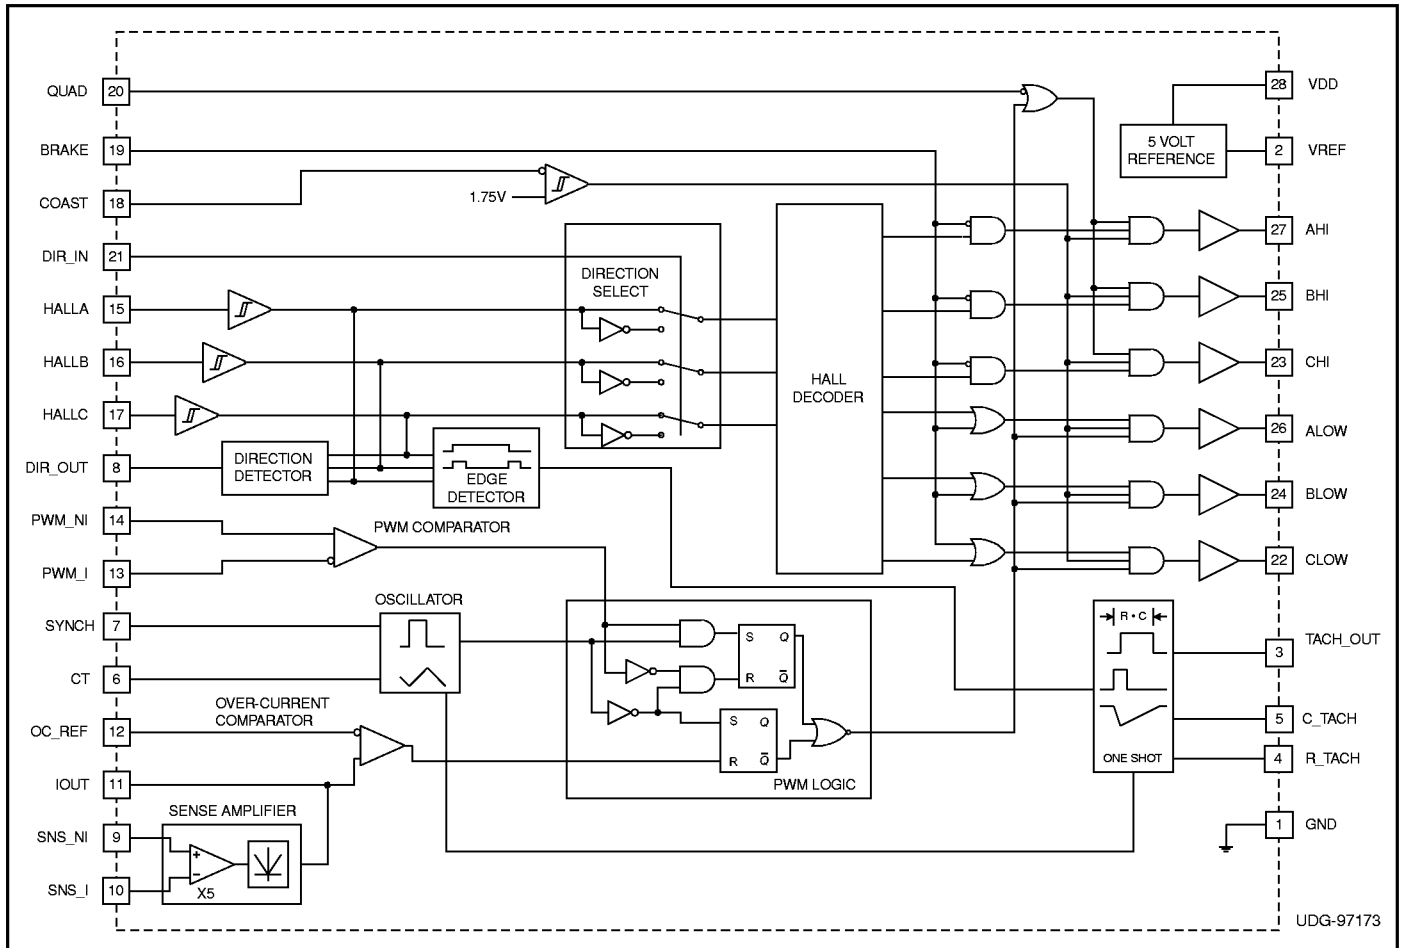 QUAD 20
BRAKE 19
COAST 18
DIR_IN 21
HALLA 15
HALLB 16
HALLC 17
DIR_OUT 8
PWM_NI 14
PWM_I 13
SYNCH 7
CT 6
OC_REF 12
IOUT 11
SNS_NI 9
SNS_I 10
1.75V
DIRECTION
SELECT
DIRECTION
DETECTOR
EDGE
DETECTOR
PWM COMPARATOR
OSCILLATOR
OVER-CURRENT
COMPARATOR
SENSE AMPLIFIER
+
−
X5
HALL
DECODER
S Q
R Q̅
S Q
R Q̅
PWM LOGIC
5 VOLT
REFERENCE
R • C
ONE SHOT
28 VDD
2 VREF
27 AHI
25 BHI
23 CHI
26 ALOW
24 BLOW
22 CLOW
3 TACH_OUT
5 C_TACH
4 R_TACH
1 GND
UDG-97173